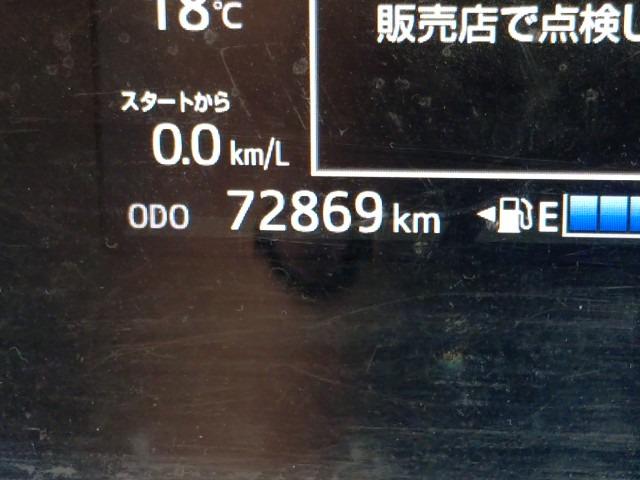 18℃
販売店で点検し
スタートから
0.0 km/L
ODO 72869 km
E